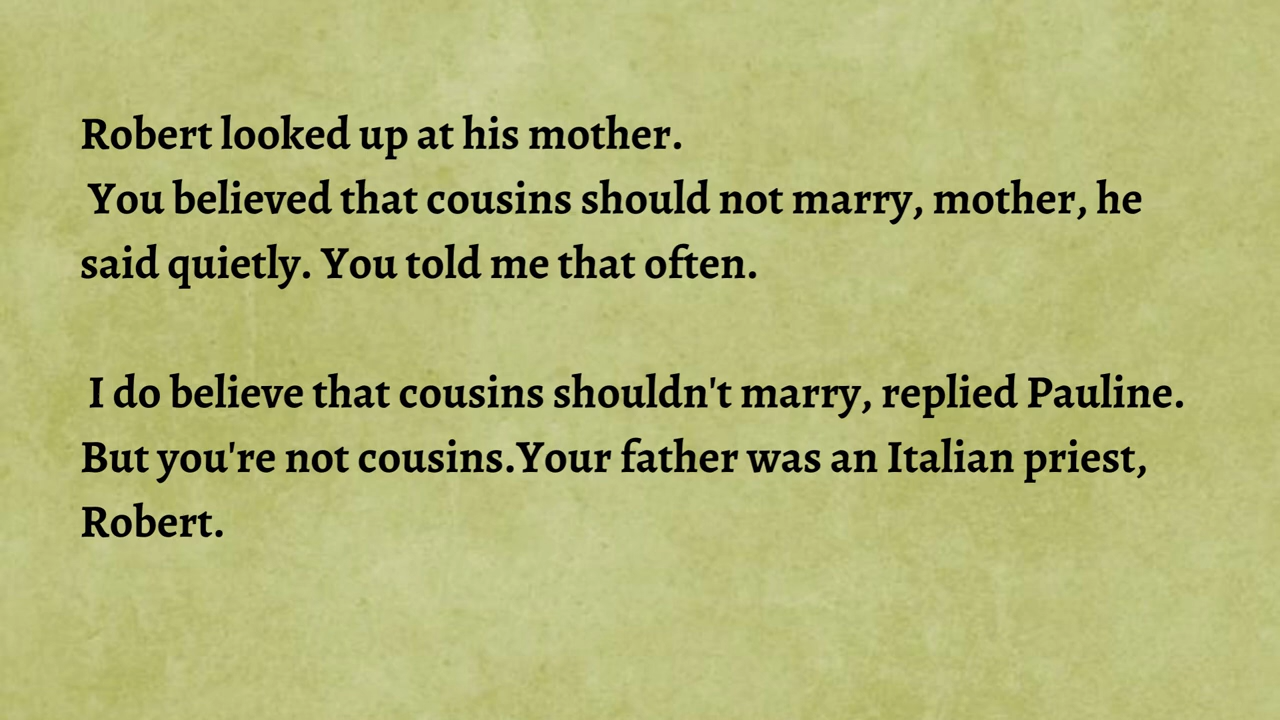 Robert looked up at his mother.
You believed that cousins should not marry, mother, he
said quietly. You told me that often.
I do believe that cousins shouldn't marry, replied Pauline.
But you're not cousins.Your father was an Italian priest,
Robert.